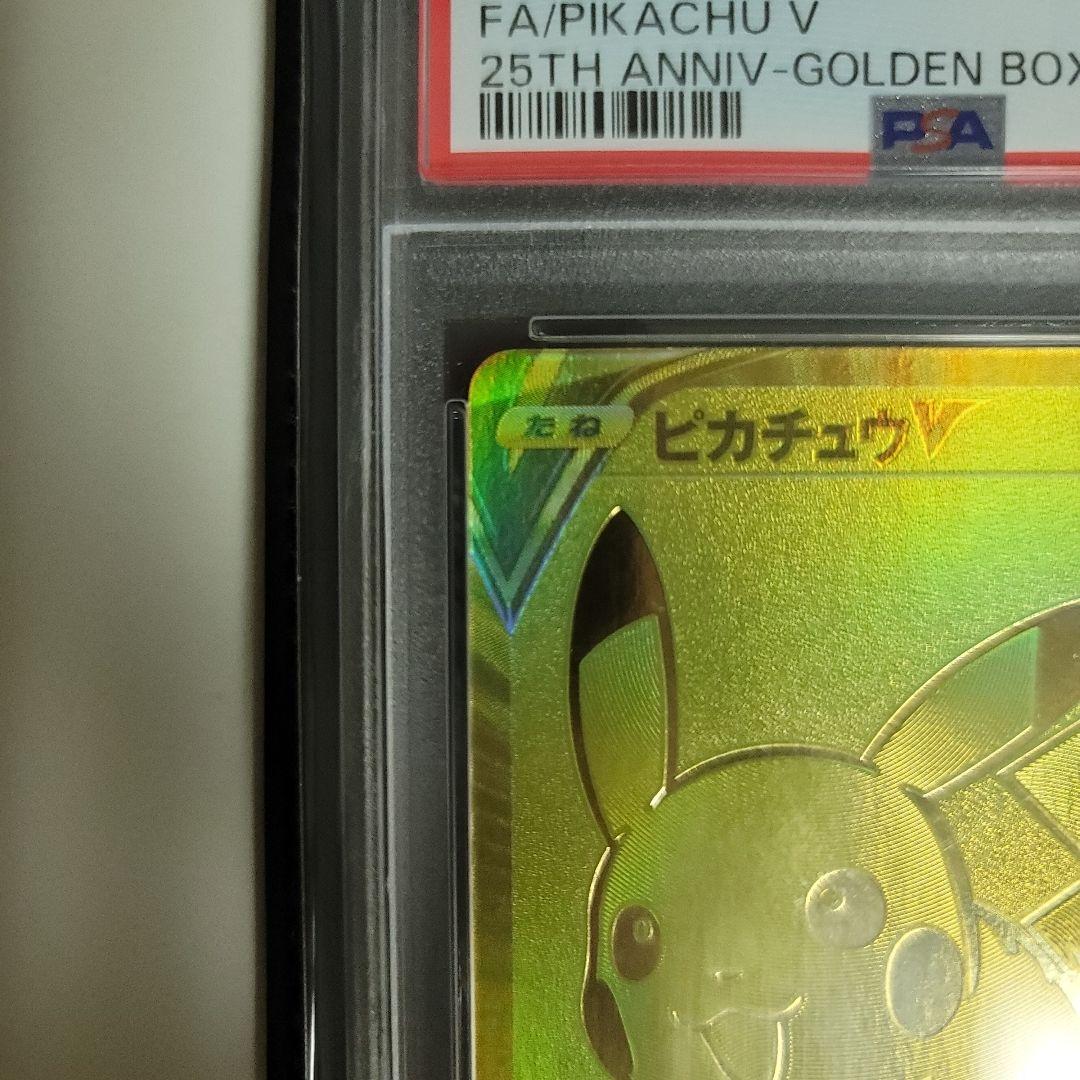 FA/PIKACHU V
25TH ANNIV-GOLDEN BOX
PSA
たね ピカチュウV